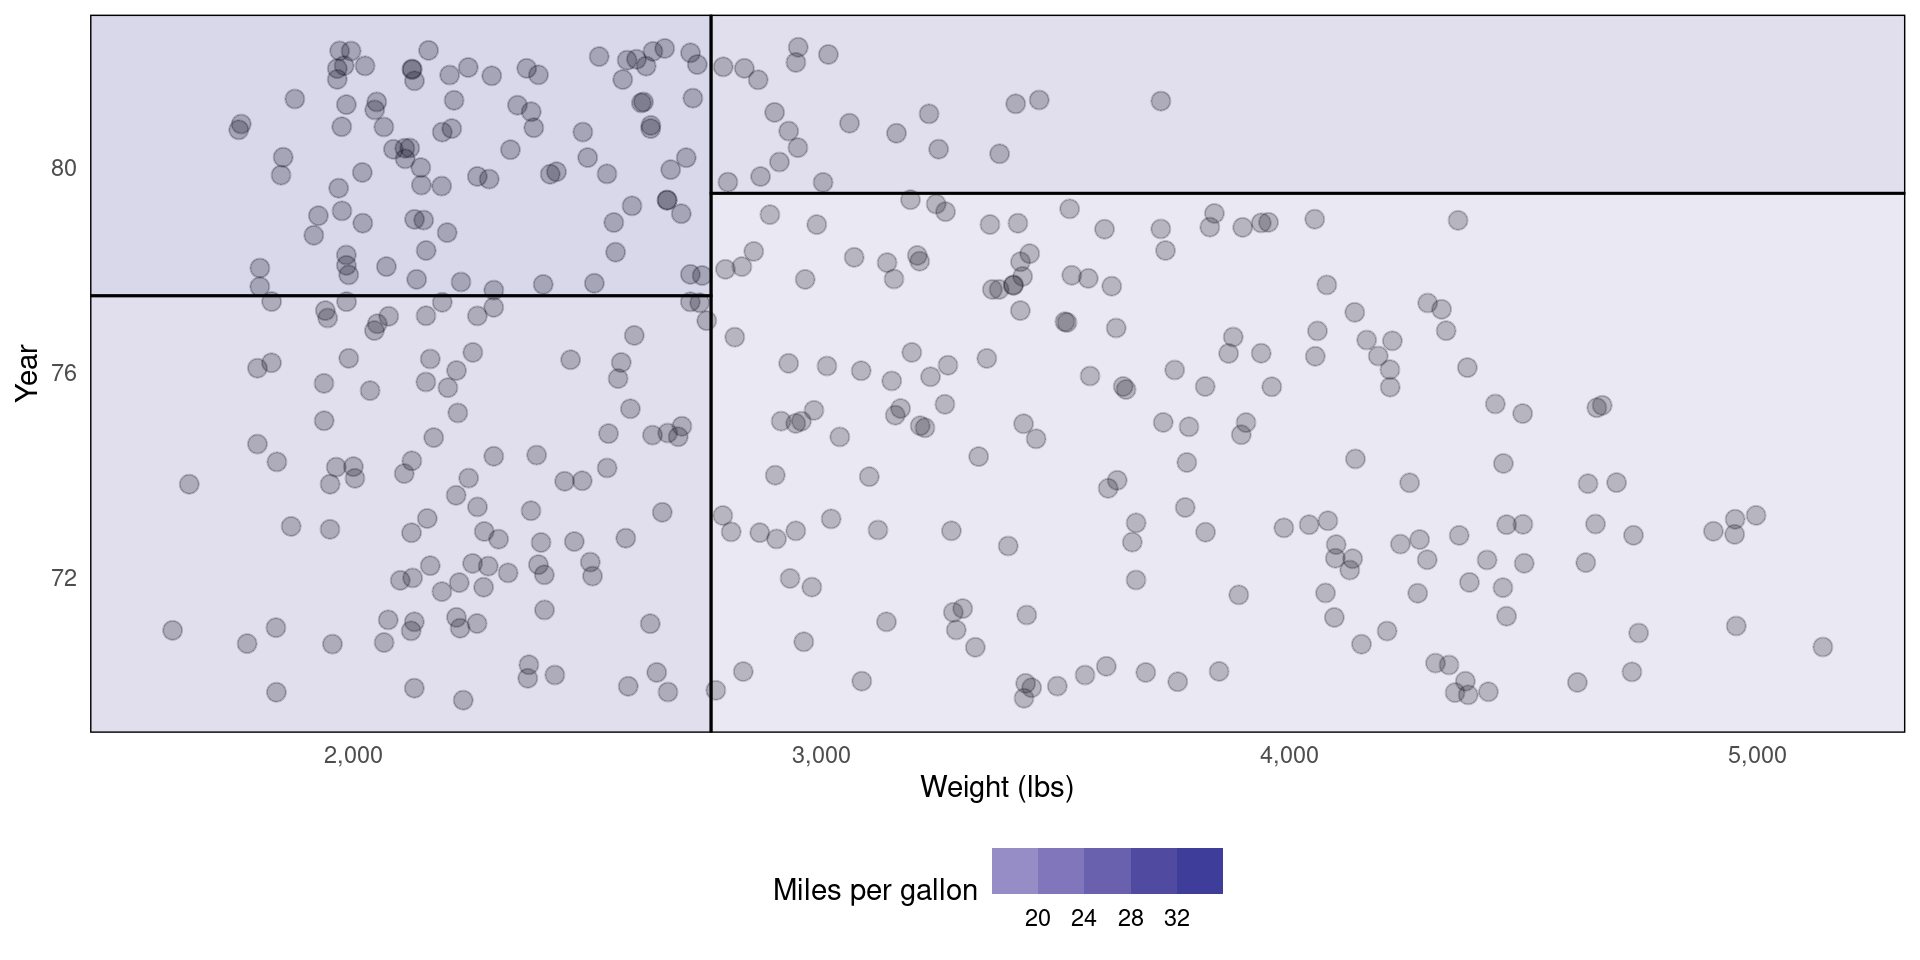 80
76
72
Year
2,000 3,000 4,000 5,000
Weight (lbs)
Miles per gallon
20 24 28 32